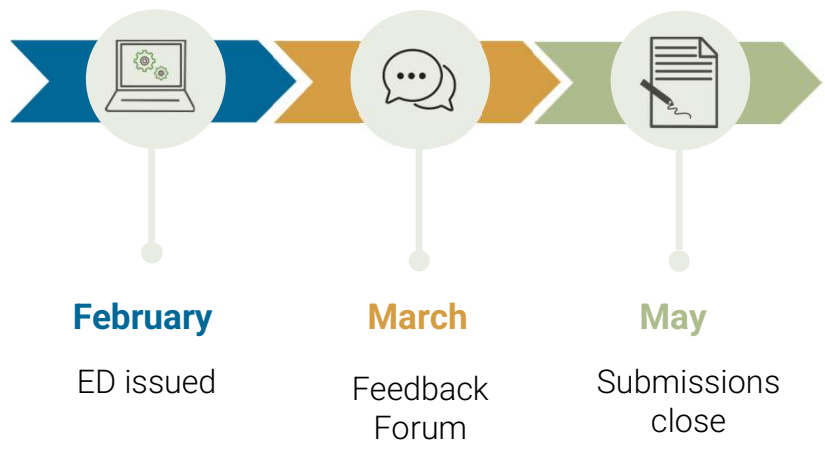 February
ED issued
March
Feedback
Forum
May
Submissions
close